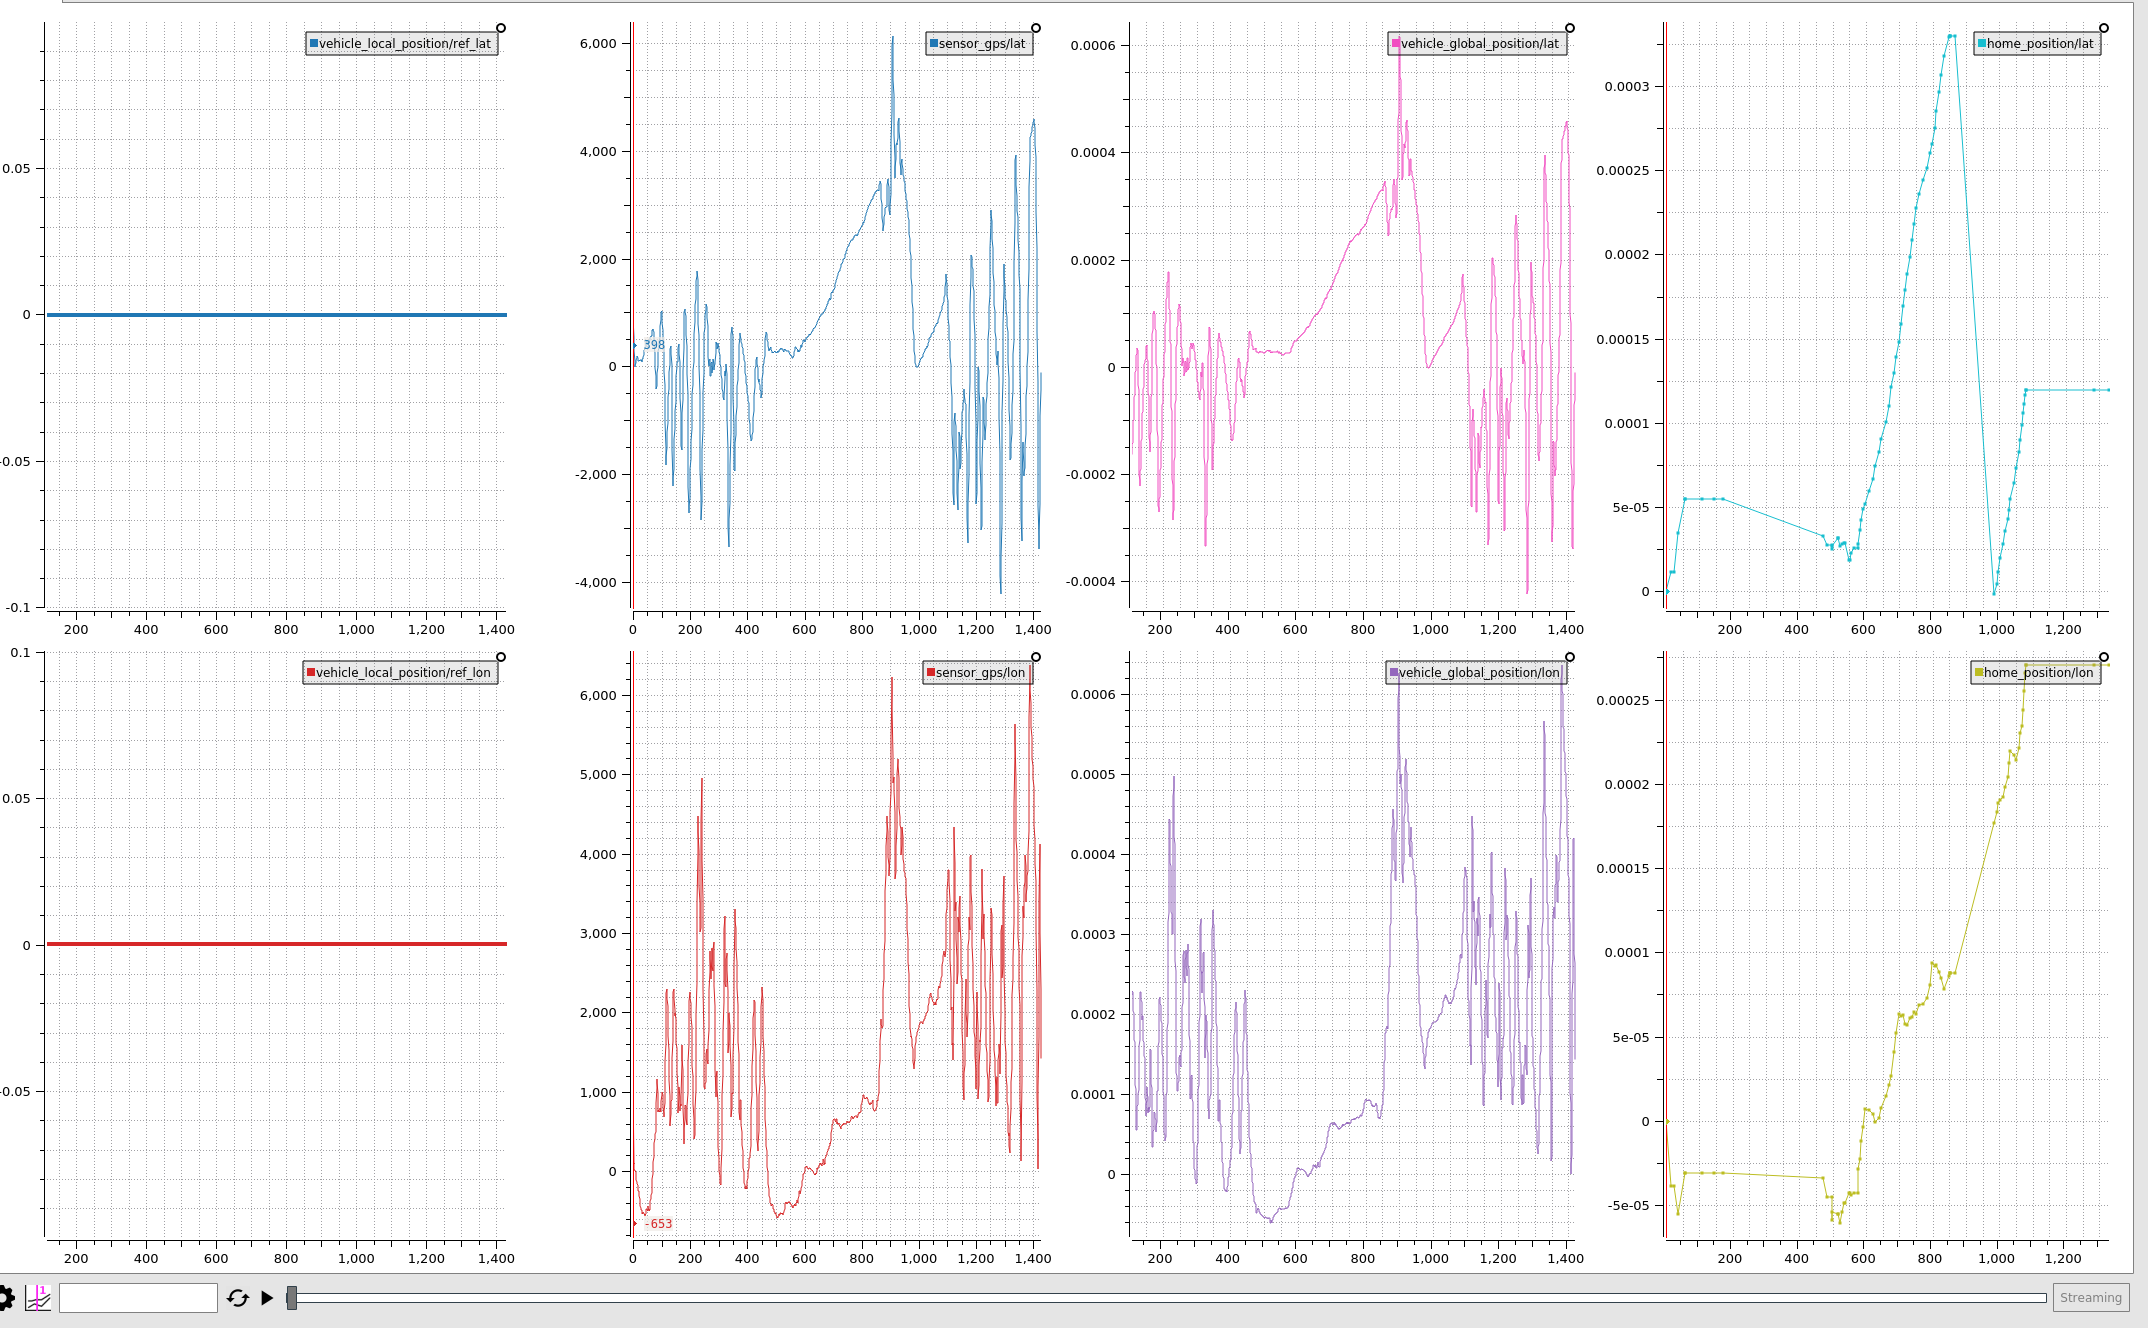 vehicle_local_position/ref_lat
0.05
0
-0.05
-0.1
200 400 600 800 1,000 1,200 1,400
sensor_gps/lat
6,000
4,000
2,000
398
0
-2,000
-4,000
0 200 400 600 800 1,000 1,200 1,400
vehicle_global_position/lat
0.0006
0.0004
0.0002
0
-0.0002
-0.0004
200 400 600 800 1,000 1,200 1,400
home_position/lat
0.0003
0.00025
0.0002
0.00015
0.0001
5e-05
0
200 400 600 800 1,000 1,200
0.1
vehicle_local_position/ref_lon
0.05
0
-0.05
200 400 600 800 1,000 1,200 1,400
sensor_gps/lon
6,000
5,000
4,000
3,000
2,000
1,000
0
-653
0 200 400 600 800 1,000 1,200 1,400
vehicle_global_position/lon
0.0006
0.0005
0.0004
0.0003
0.0002
0.0001
0
200 400 600 800 1,000 1,200 1,400
home_position/lon
0.00025
0.0002
0.00015
0.0001
5e-05
0
-5e-05
200 400 600 800 1,000 1,200
1
Streaming